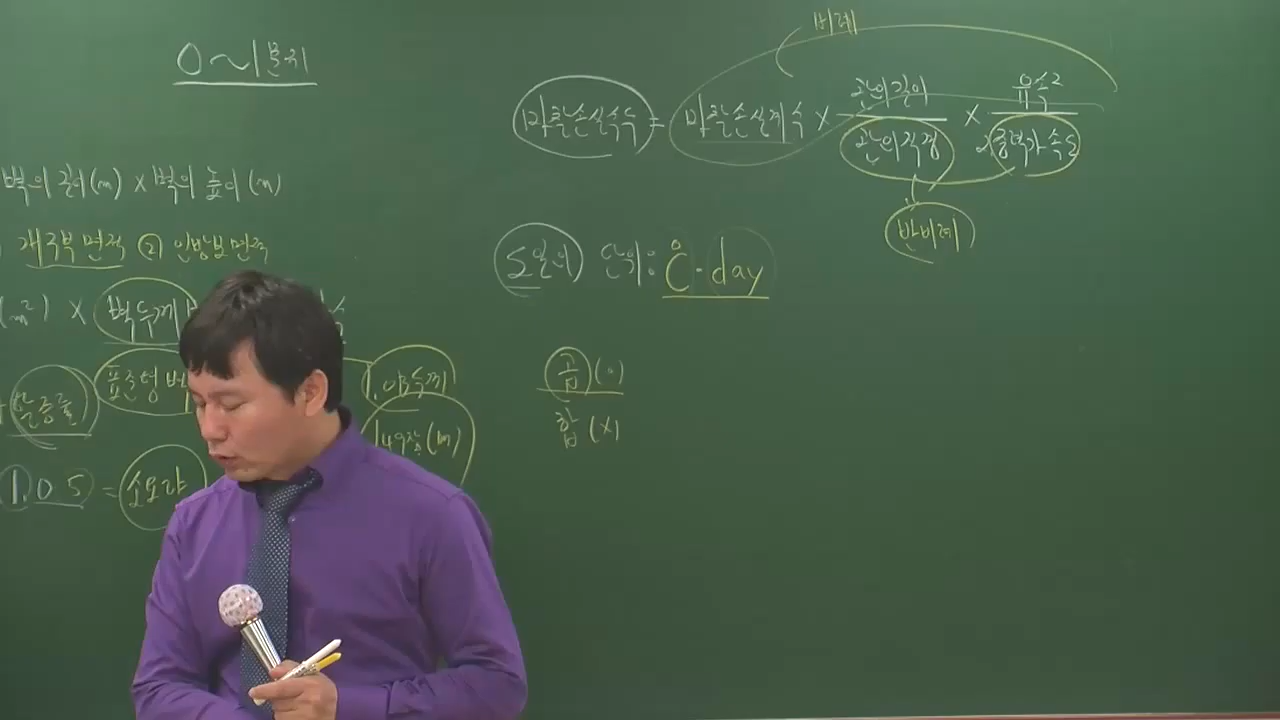 0~1분지
벽의 길이(m) × 벽의 높이(m)
개구부 면적 ② 인방보 면적
(m²) × 벽두께
할증률 표준형 벽
1.0B두께
149장(m)
1.05 = 소요량
비례
마찰손실수두 = 마찰손실계수 × 관의길이 × 유속²
관의직경 2.중력가속도
반비례
도일의 단위: ℃·day
곱(o)
합(x)